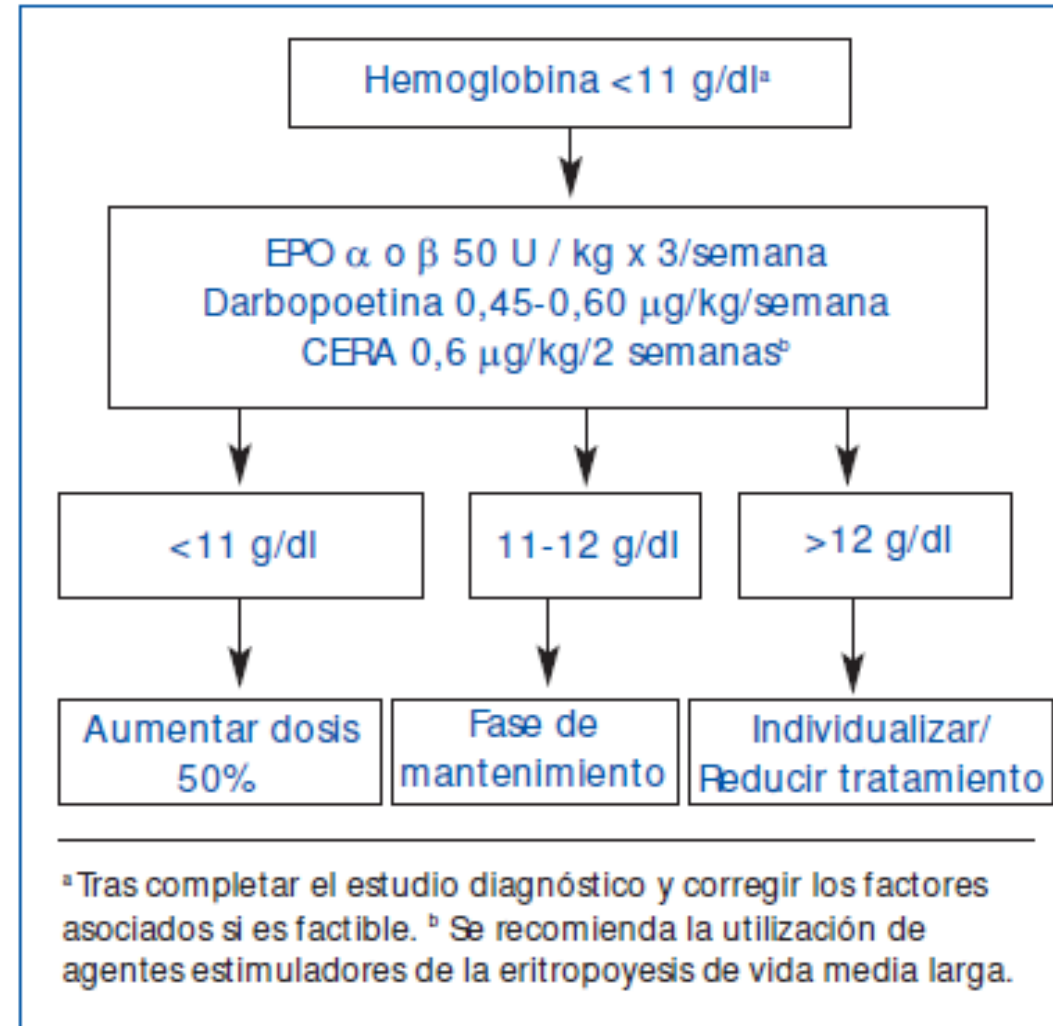 Hemoglobina <11 g/dlª
EPO α o β 50 U / kg x 3/semana
Darbopoetina 0,45-0,60 μg/kg/semana
CERA 0,6 μg/kg/2 semanasᵇ
<11 g/dl
11-12 g/dl
>12 g/dl
Aumentar dosis
50%
Fase de
mantenimiento
Individualizar/
Reducir tratamiento
ª Tras completar el estudio diagnóstico y corregir los factores
asociados si es factible. ᵇ Se recomienda la utilización de
agentes estimuladores de la eritropoyesis de vida media larga.